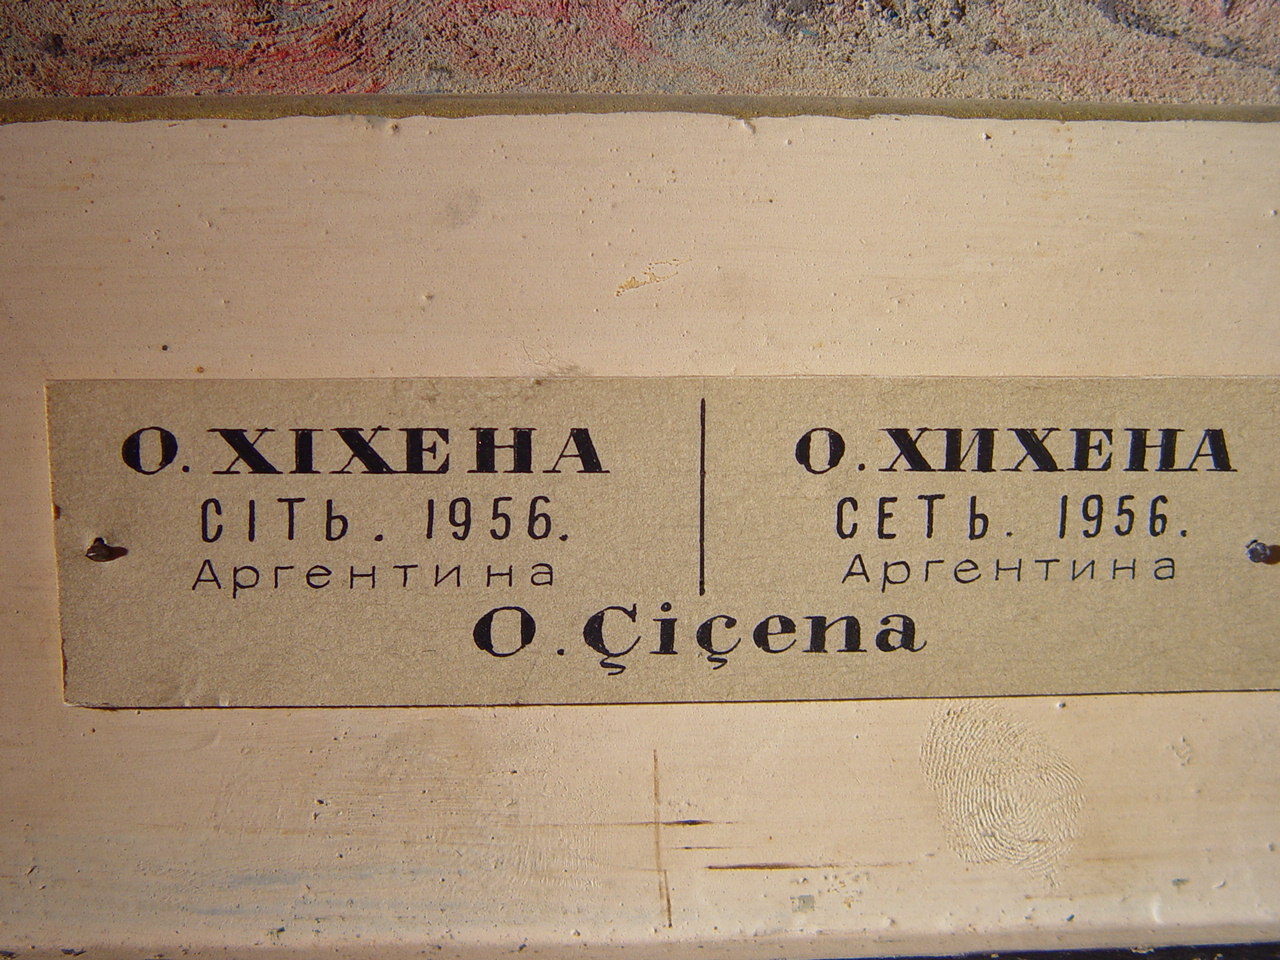 О. ХІХЕНА
СІТЬ. 1956.
Аргентина
О. ХИХЕНА
СЕТЬ. 1956.
Аргентина
O. Çiçena